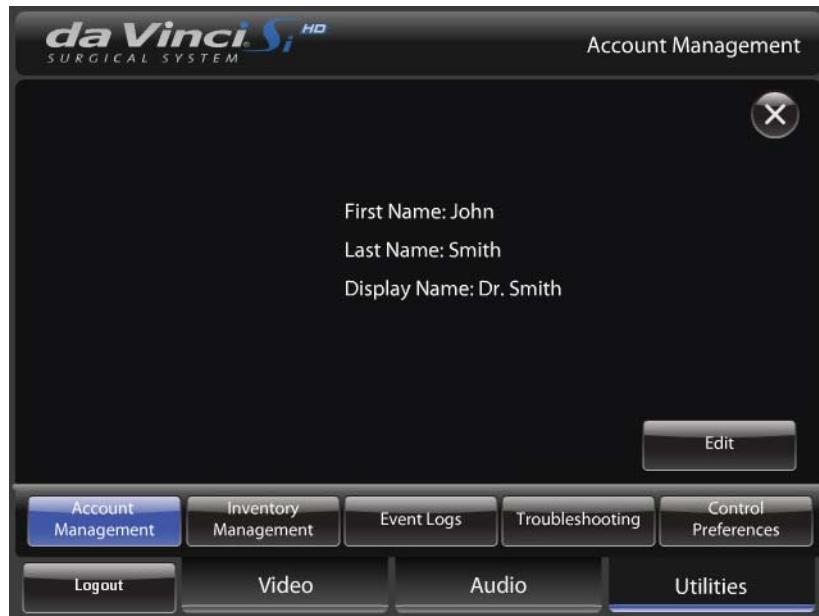 da Vinci. Si HD
SURGICAL SYSTEM
Account Management
First Name: John
Last Name: Smith
Display Name: Dr. Smith
Edit
Account Management
Inventory Management
Event Logs
Troubleshooting
Control Preferences
Logout
Video
Audio
Utilities